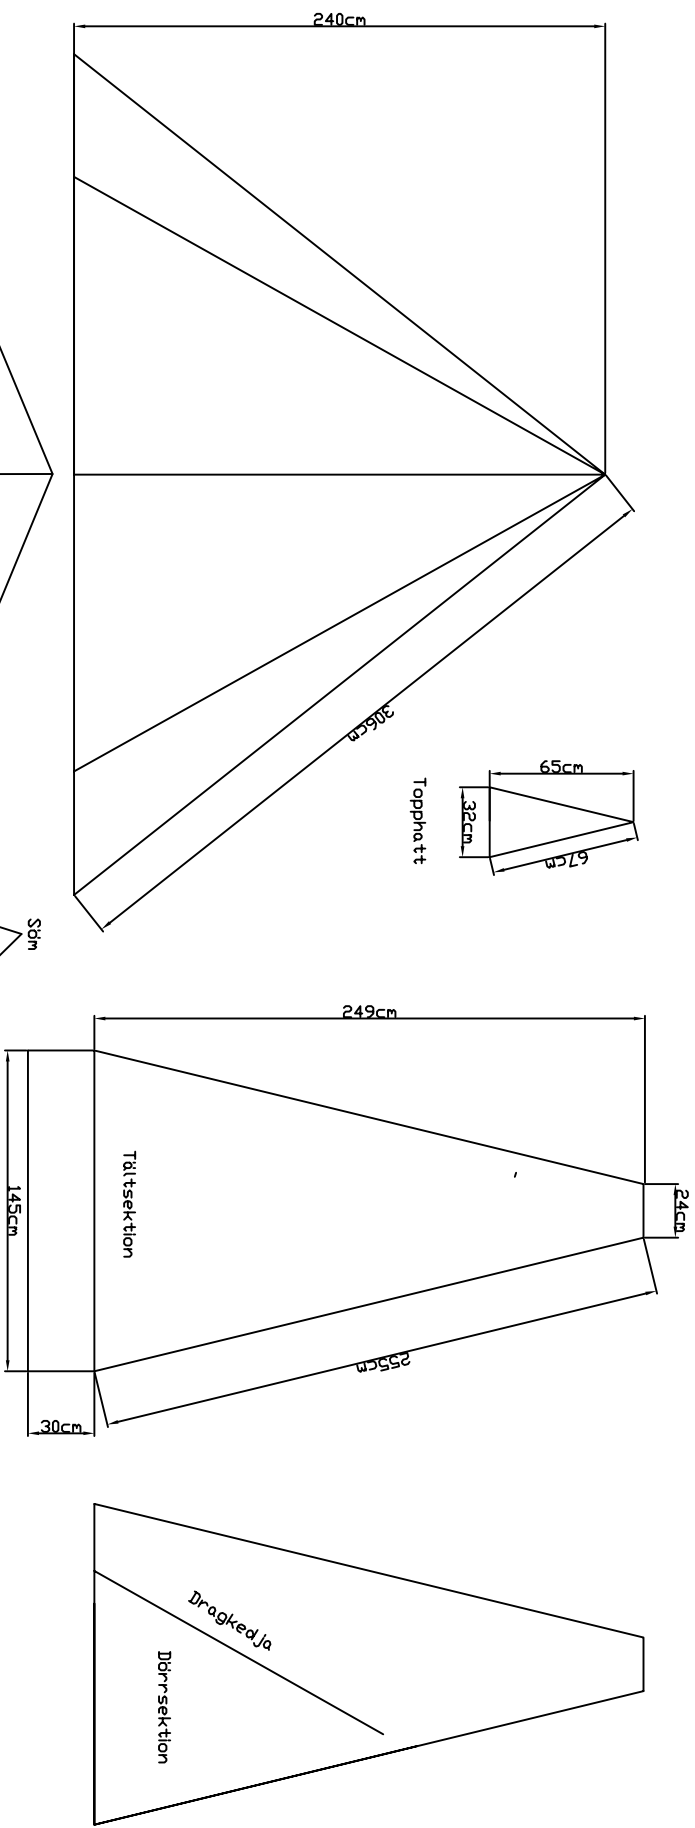 240cm
306cm
65cm
32cm
67cm
Topphatt
Söm
249cm
24cm
Tältsektion
145cm
255cm
30cm
Dragkedja
Dörrsektion